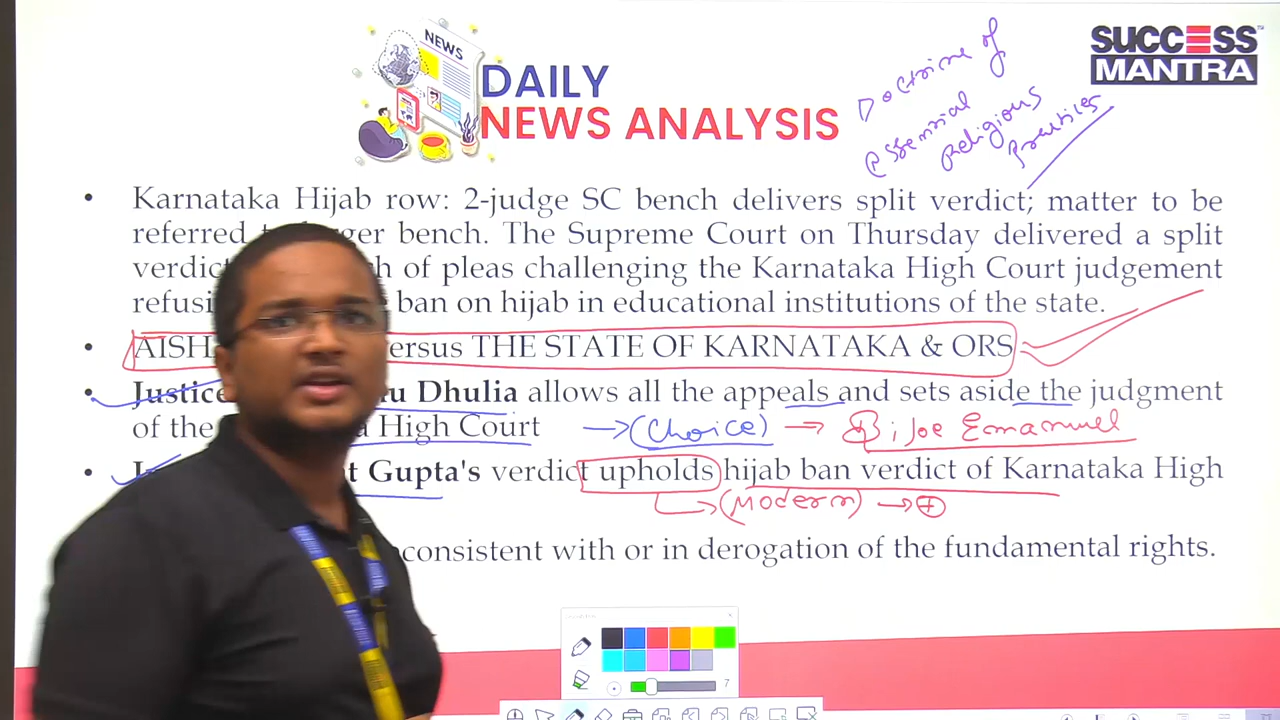 NEWS
DAILY
NEWS ANALYSIS
SUCCESS
MANTRA
Doctrine of
essential
Religious
Practices
• Karnataka Hijab row: 2-judge SC bench delivers split verdict; matter to be
referred ger bench. The Supreme Court on Thursday delivered a split
verdict h of pleas challenging the Karnataka High Court judgement
refusi e ban on hijab in educational institutions of the state.
• AISH ersus THE STATE OF KARNATAKA & ORS
• Justice u Dhulia allows all the appeals and sets aside the judgment
of the a High Court → (Choice) → Bijoe Emanuel
• J t Gupta's verdict upholds hijab ban verdict of Karnataka High
→ (Modern) → +
consistent with or in derogation of the fundamental rights.
7